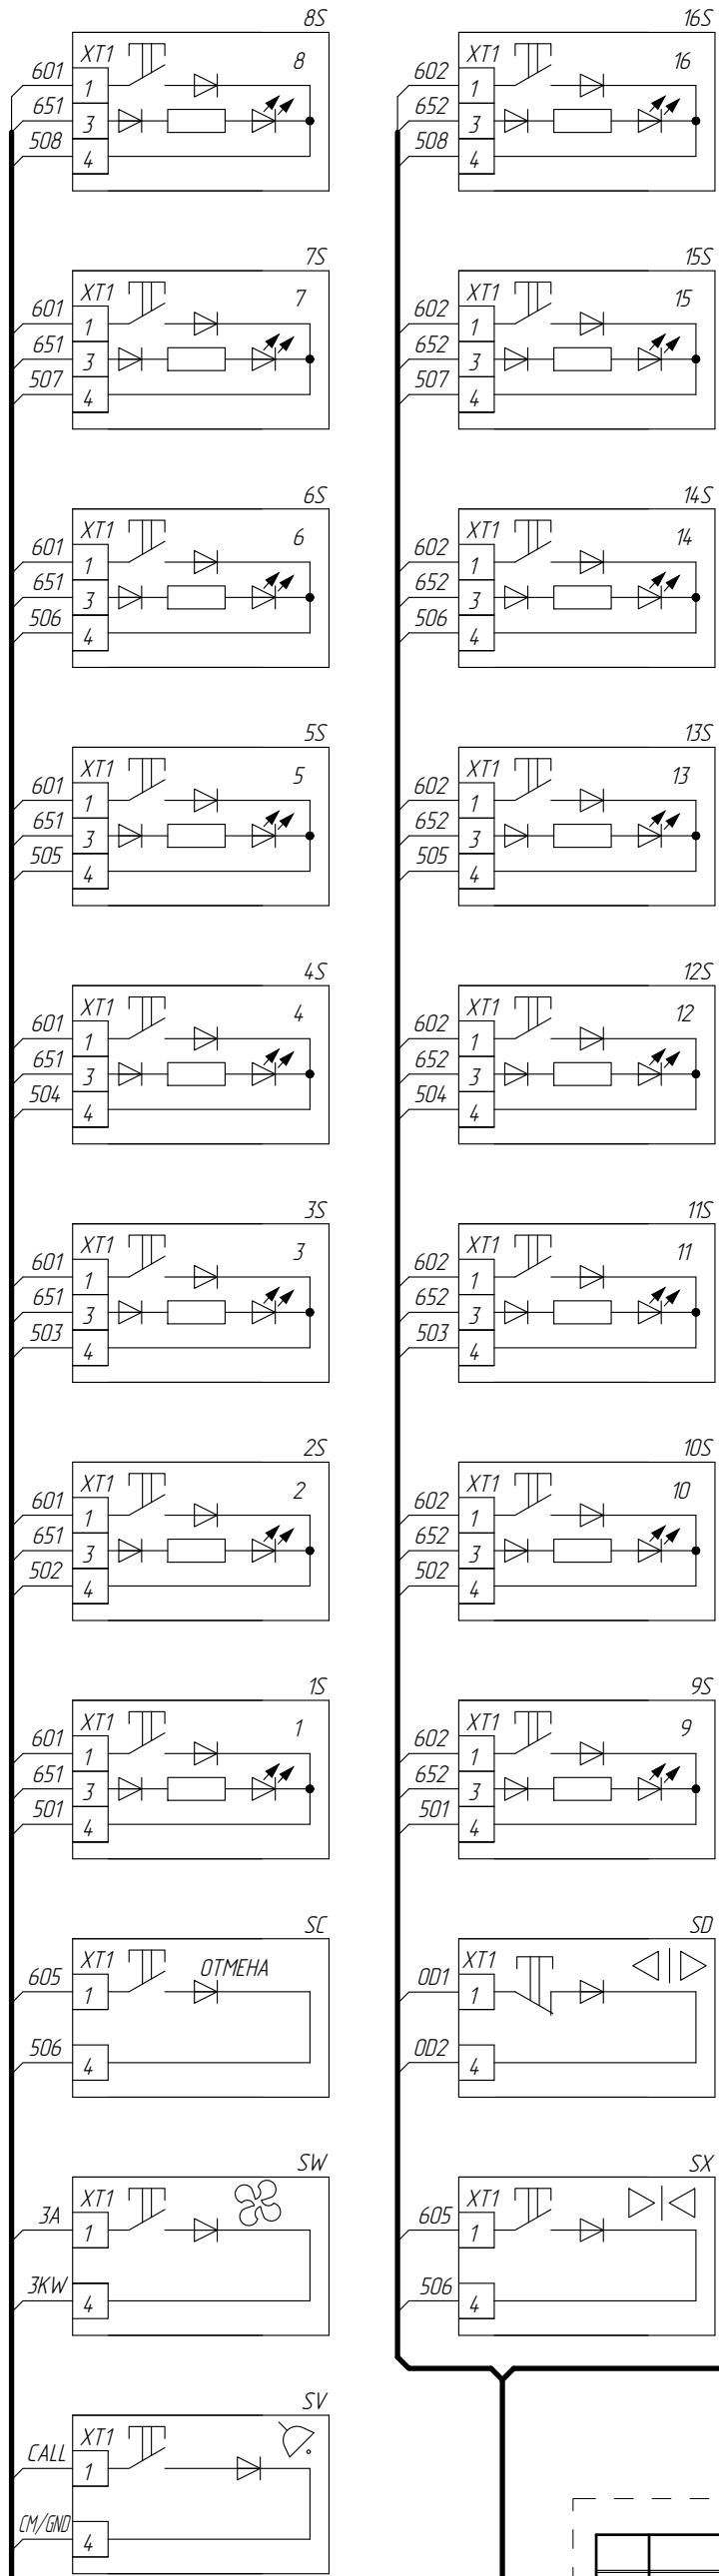 8S
XT1 8
601 1
651 3
508 4
16S
XT1 16
602 1
652 3
508 4
7S
XT1 7
601 1
651 3
507 4
15S
XT1 15
602 1
652 3
507 4
6S
XT1 6
601 1
651 3
506 4
14S
XT1 14
602 1
652 3
506 4
5S
XT1 5
601 1
651 3
505 4
13S
XT1 13
602 1
652 3
505 4
4S
XT1 4
601 1
651 3
504 4
12S
XT1 12
602 1
652 3
504 4
3S
XT1 3
601 1
651 3
503 4
11S
XT1 11
602 1
652 3
503 4
2S
XT1 2
601 1
651 3
502 4
10S
XT1 10
602 1
652 3
502 4
1S
XT1 1
601 1
651 3
501 4
9S
XT1 9
602 1
652 3
501 4
SC
XT1 ОТМЕНА
605 1
506 4
SD
XT1
OD1 1
OD2 4
SW
XT1
3A 1
3KW 4
SX
XT1
605 1
506 4
SV
XT1
CALL 1
CM/GND 4